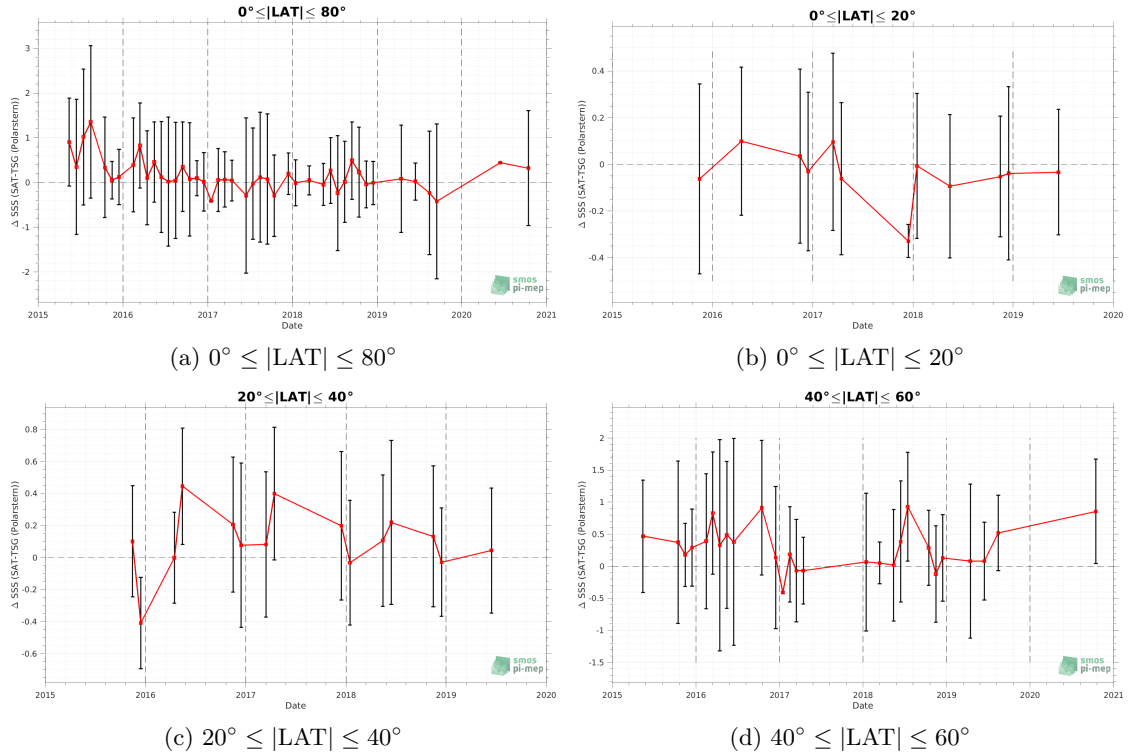 0°≤|LAT|≤ 80°
Δ SSS (SAT-TSG (Polarstern))
3
2
1
0
-1
-2
2015 2016 2017 2018 2019 2020 2021
Date
smos
pi-mep
(a) 0° ≤ |LAT| ≤ 80°
0°≤|LAT|≤ 20°
Δ SSS (SAT-TSG (Polarstern))
0.4
0.2
0
-0.2
-0.4
2015 2016 2017 2018 2019 2020
Date
smos
pi-mep
(b) 0° ≤ |LAT| ≤ 20°
20°≤|LAT|≤ 40°
Δ SSS (SAT-TSG (Polarstern))
0.8
0.6
0.4
0.2
0
-0.2
-0.4
-0.6
2015 2016 2017 2018 2019 2020
Date
smos
pi-mep
(c) 20° ≤ |LAT| ≤ 40°
40°≤|LAT|≤ 60°
Δ SSS (SAT-TSG (Polarstern))
2
1.5
1
0.5
0
-0.5
-1
-1.5
2015 2016 2017 2018 2019 2020 2021
Date
smos
pi-mep
(d) 40° ≤ |LAT| ≤ 60°